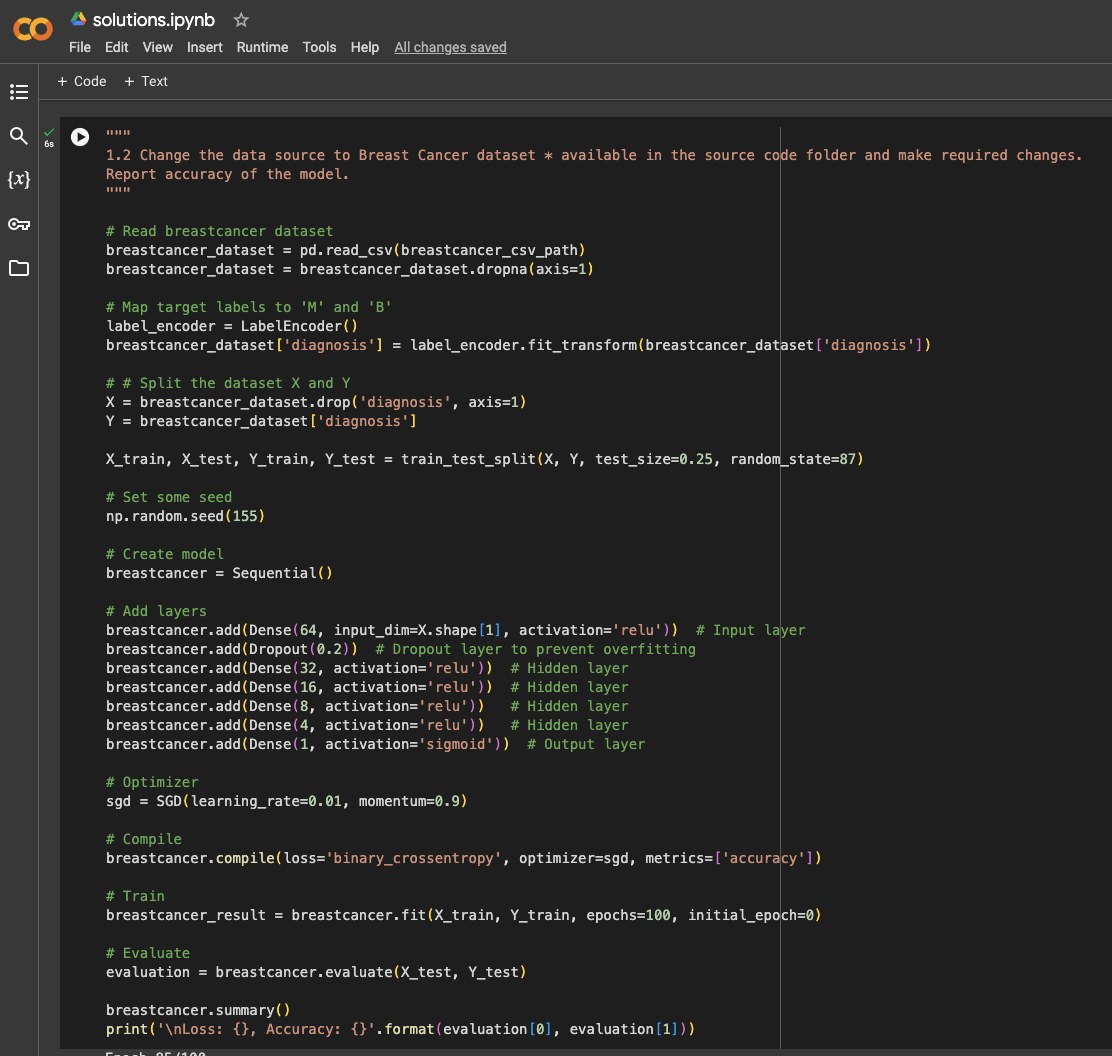 solutions.ipynb
File Edit View Insert Runtime Tools Help All changes saved
+ Code + Text
6s
"""
1.2 Change the data source to Breast Cancer dataset * available in the source code folder and make required changes.
Report accuracy of the model.
"""
# Read breastcancer dataset
breastcancer_dataset = pd.read_csv(breastcancer_csv_path)
breastcancer_dataset = breastcancer_dataset.dropna(axis=1)
# Map target labels to 'M' and 'B'
label_encoder = LabelEncoder()
breastcancer_dataset['diagnosis'] = label_encoder.fit_transform(breastcancer_dataset['diagnosis'])
# # Split the dataset X and Y
X = breastcancer_dataset.drop('diagnosis', axis=1)
Y = breastcancer_dataset['diagnosis']
X_train, X_test, Y_train, Y_test = train_test_split(X, Y, test_size=0.25, random_state=87)
# Set some seed
np.random.seed(155)
# Create model
breastcancer = Sequential()
# Add layers
breastcancer.add(Dense(64, input_dim=X.shape[1], activation='relu'))  # Input layer
breastcancer.add(Dropout(0.2))  # Dropout layer to prevent overfitting
breastcancer.add(Dense(32, activation='relu'))  # Hidden layer
breastcancer.add(Dense(16, activation='relu'))  # Hidden layer
breastcancer.add(Dense(8, activation='relu'))   # Hidden layer
breastcancer.add(Dense(4, activation='relu'))   # Hidden layer
breastcancer.add(Dense(1, activation='sigmoid'))  # Output layer
# Optimizer
sgd = SGD(learning_rate=0.01, momentum=0.9)
# Compile
breastcancer.compile(loss='binary_crossentropy', optimizer=sgd, metrics=['accuracy'])
# Train
breastcancer_result = breastcancer.fit(X_train, Y_train, epochs=100, initial_epoch=0)
# Evaluate
evaluation = breastcancer.evaluate(X_test, Y_test)
breastcancer.summary()
print('\nLoss: {}, Accuracy: {}'.format(evaluation[0], evaluation[1]))